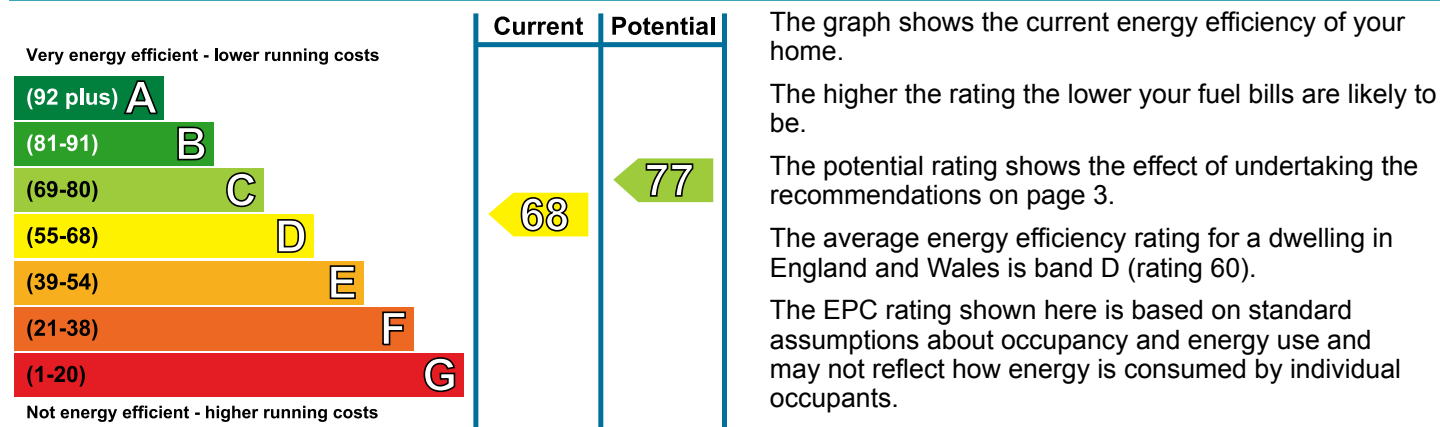 Current Potential
Very energy efficient - lower running costs
(92 plus) A
(81-91) B
(69-80) C
(55-68) D
(39-54) E
(21-38) F
(1-20) G
Not energy efficient - higher running costs
68
77
The graph shows the current energy efficiency of your
home.
The higher the rating the lower your fuel bills are likely to
be.
The potential rating shows the effect of undertaking the
recommendations on page 3.
The average energy efficiency rating for a dwelling in
England and Wales is band D (rating 60).
The EPC rating shown here is based on standard
assumptions about occupancy and energy use and
may not reflect how energy is consumed by individual
occupants.